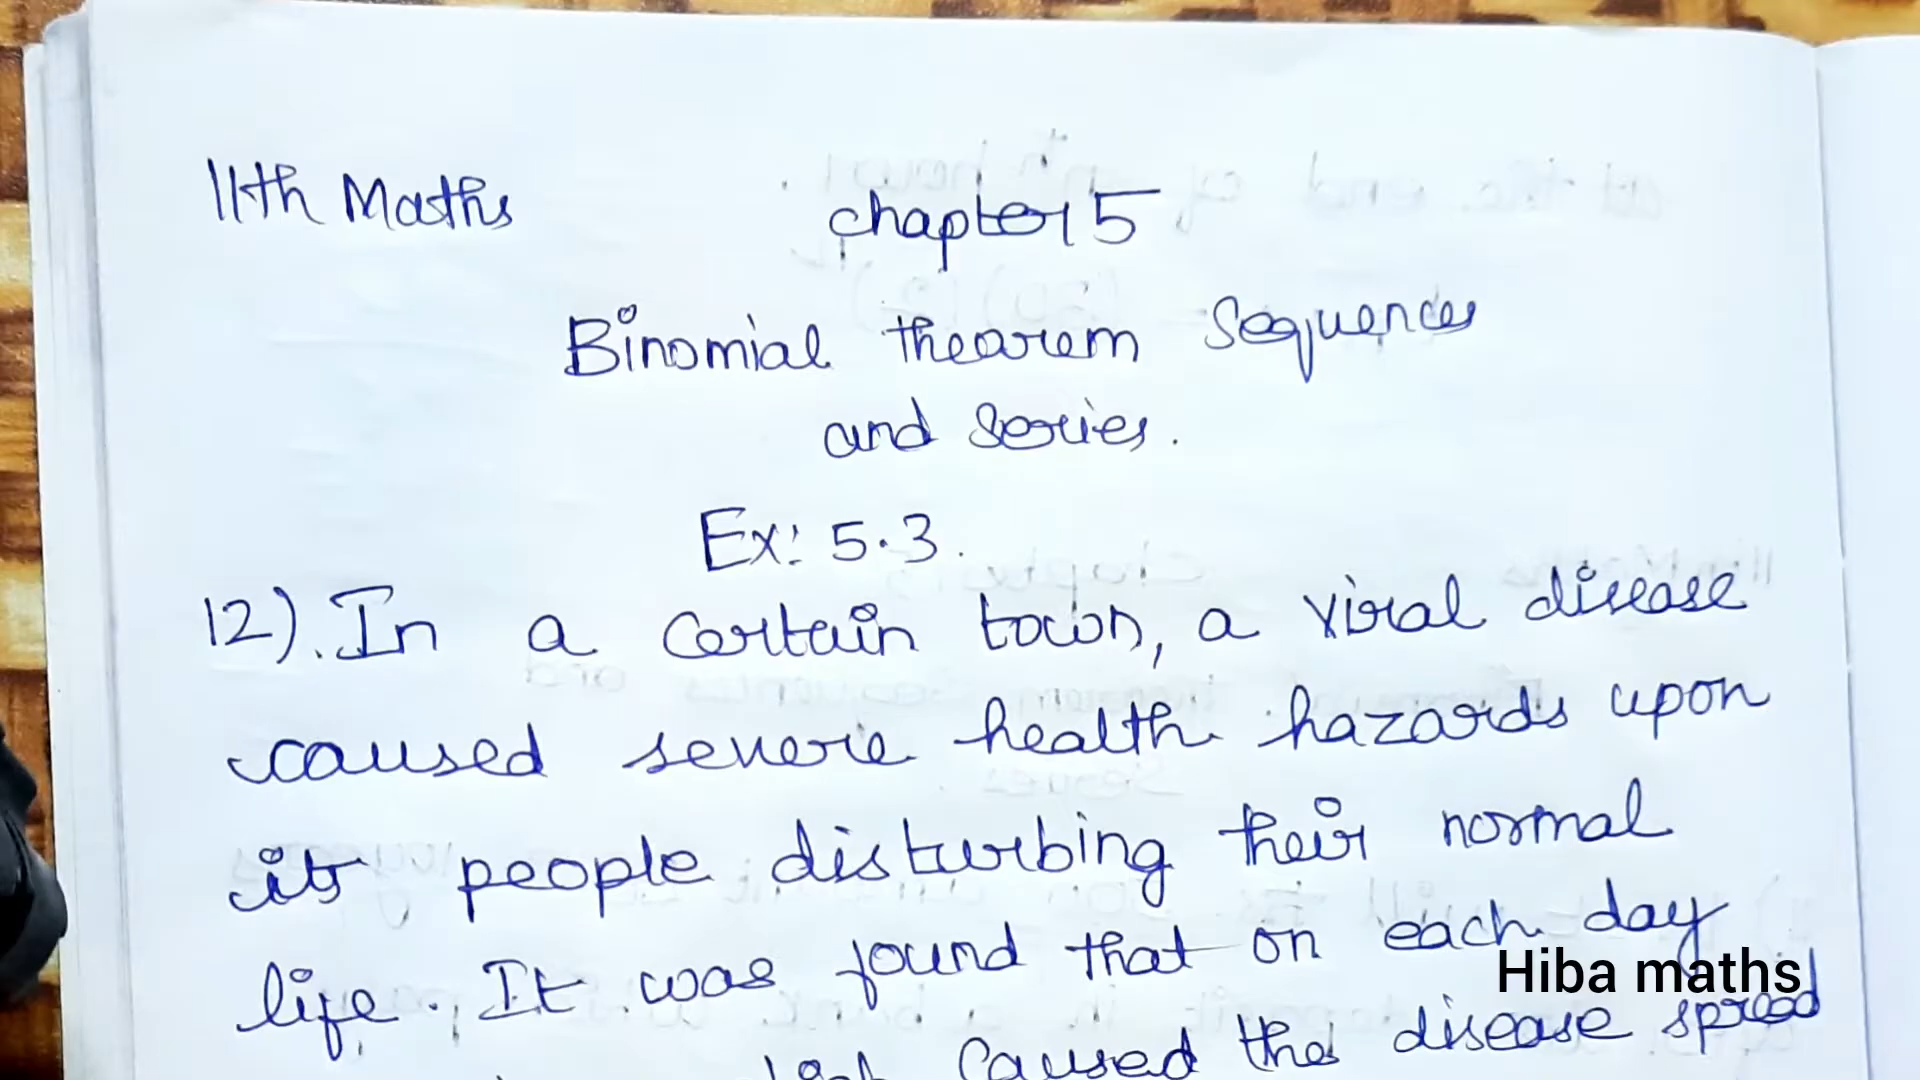 11th Maths chapter 5
Binomial thearem Sequences
and Series.
Ex: 5.3.
12). In a certain town, a viral disease
caused severe health hazards upon
its people disturbing their normal
life. It was found that on each day
caused the disease spread
Hiba maths